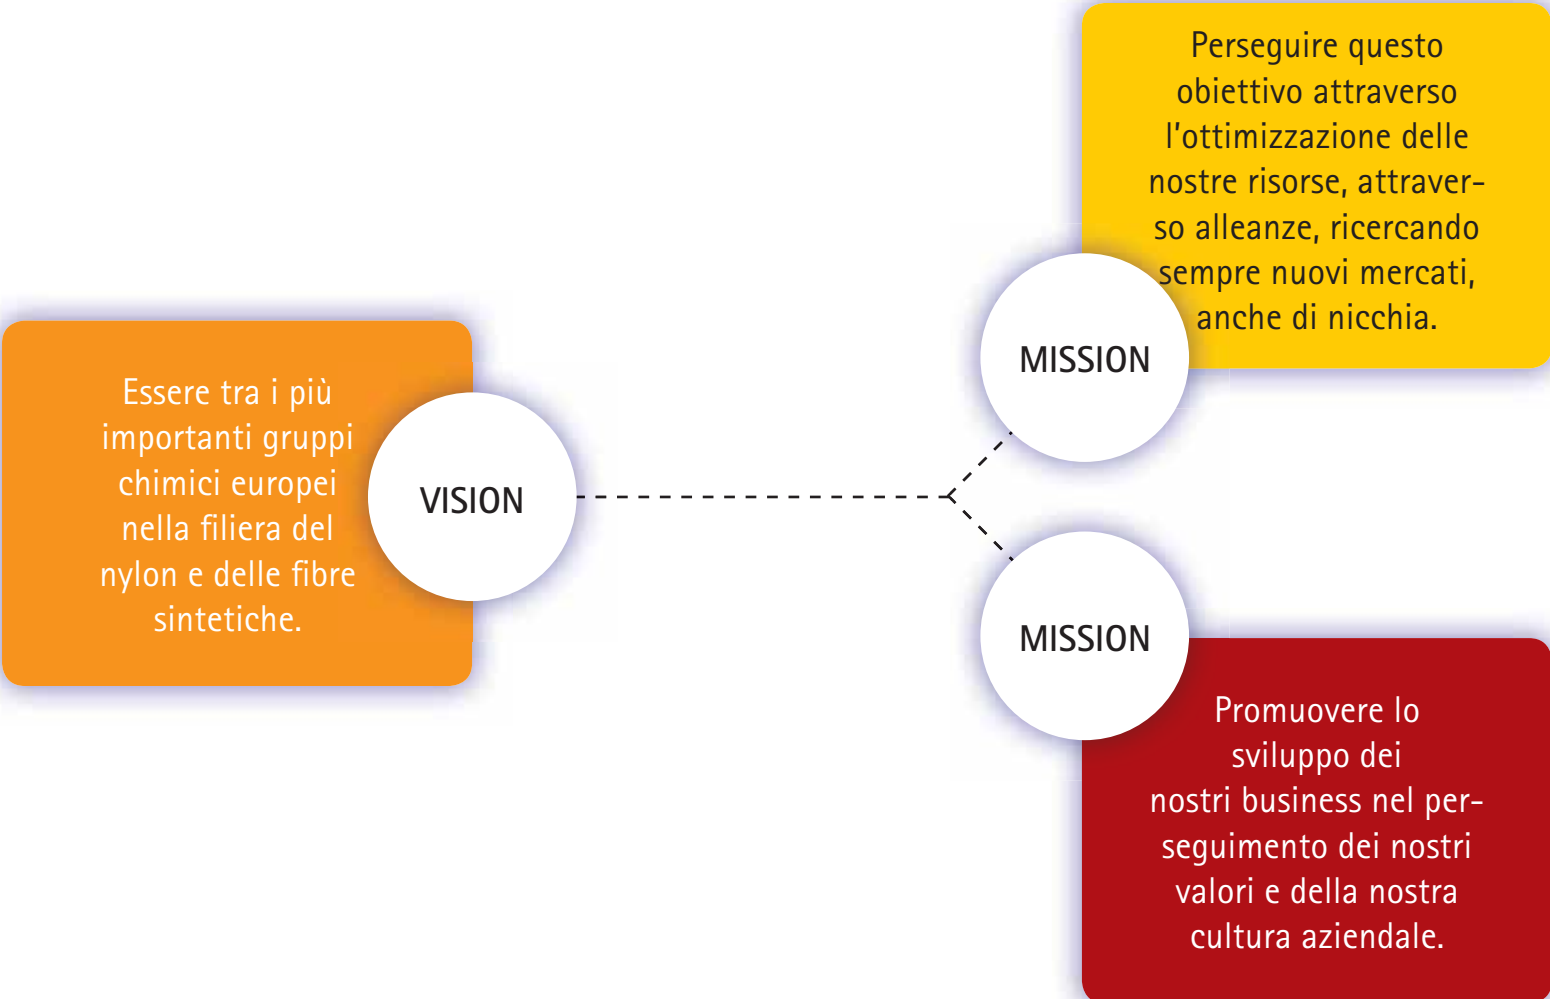 Essere tra i più
importanti gruppi
chimici europei
nella filiera del
nylon e delle fibre
sintetiche.
VISION
Perseguire questo
obiettivo attraverso
l'ottimizzazione delle
nostre risorse, attraver-
so alleanze, ricercando
sempre nuovi mercati,
anche di nicchia.
MISSION
MISSION
Promuovere lo
sviluppo dei
nostri business nel per-
seguimento dei nostri
valori e della nostra
cultura aziendale.